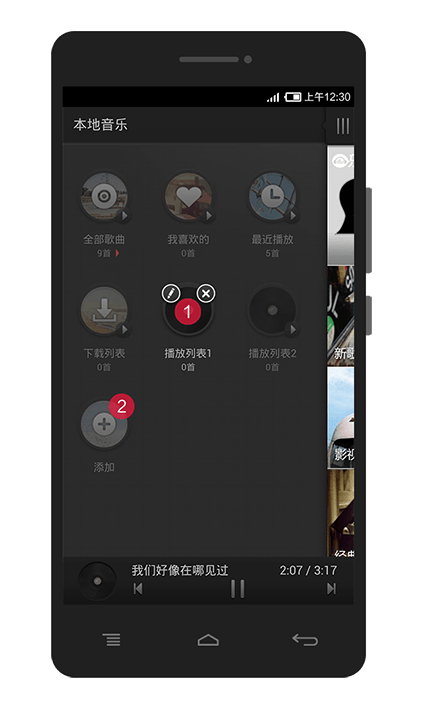 上午12:30
本地音乐
全部歌曲
9首
我喜欢的
0首
最近播放
5首
下载列表
0首
1
播放列表1
0首
播放列表2
0首
2
添加
新歌
影视
经典
我们好像在哪见过
2:07 / 3:17